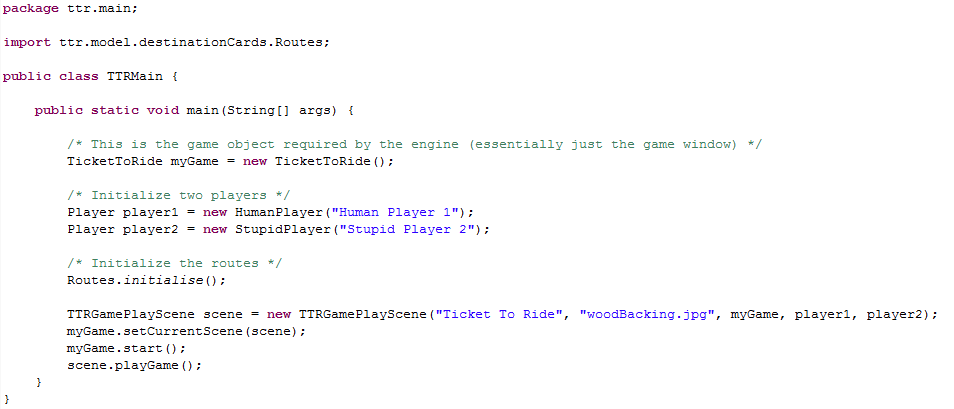 package ttr.main;
import ttr.model.destinationCards.Routes;
public class TTRMain {
public static void main(String[] args) {
/* This is the game object required by the engine (essentially just the game window) */
TicketToRide myGame = new TicketToRide();
/* Initialize two players */
Player player1 = new HumanPlayer("Human Player 1");
Player player2 = new StupidPlayer("Stupid Player 2");
/* Initialize the routes */
Routes.initialise();
TTRGamePlayScene scene = new TTRGamePlayScene("Ticket To Ride", "woodBacking.jpg", myGame, player1, player2);
myGame.setCurrentScene(scene);
myGame.start();
scene.playGame();
}
}